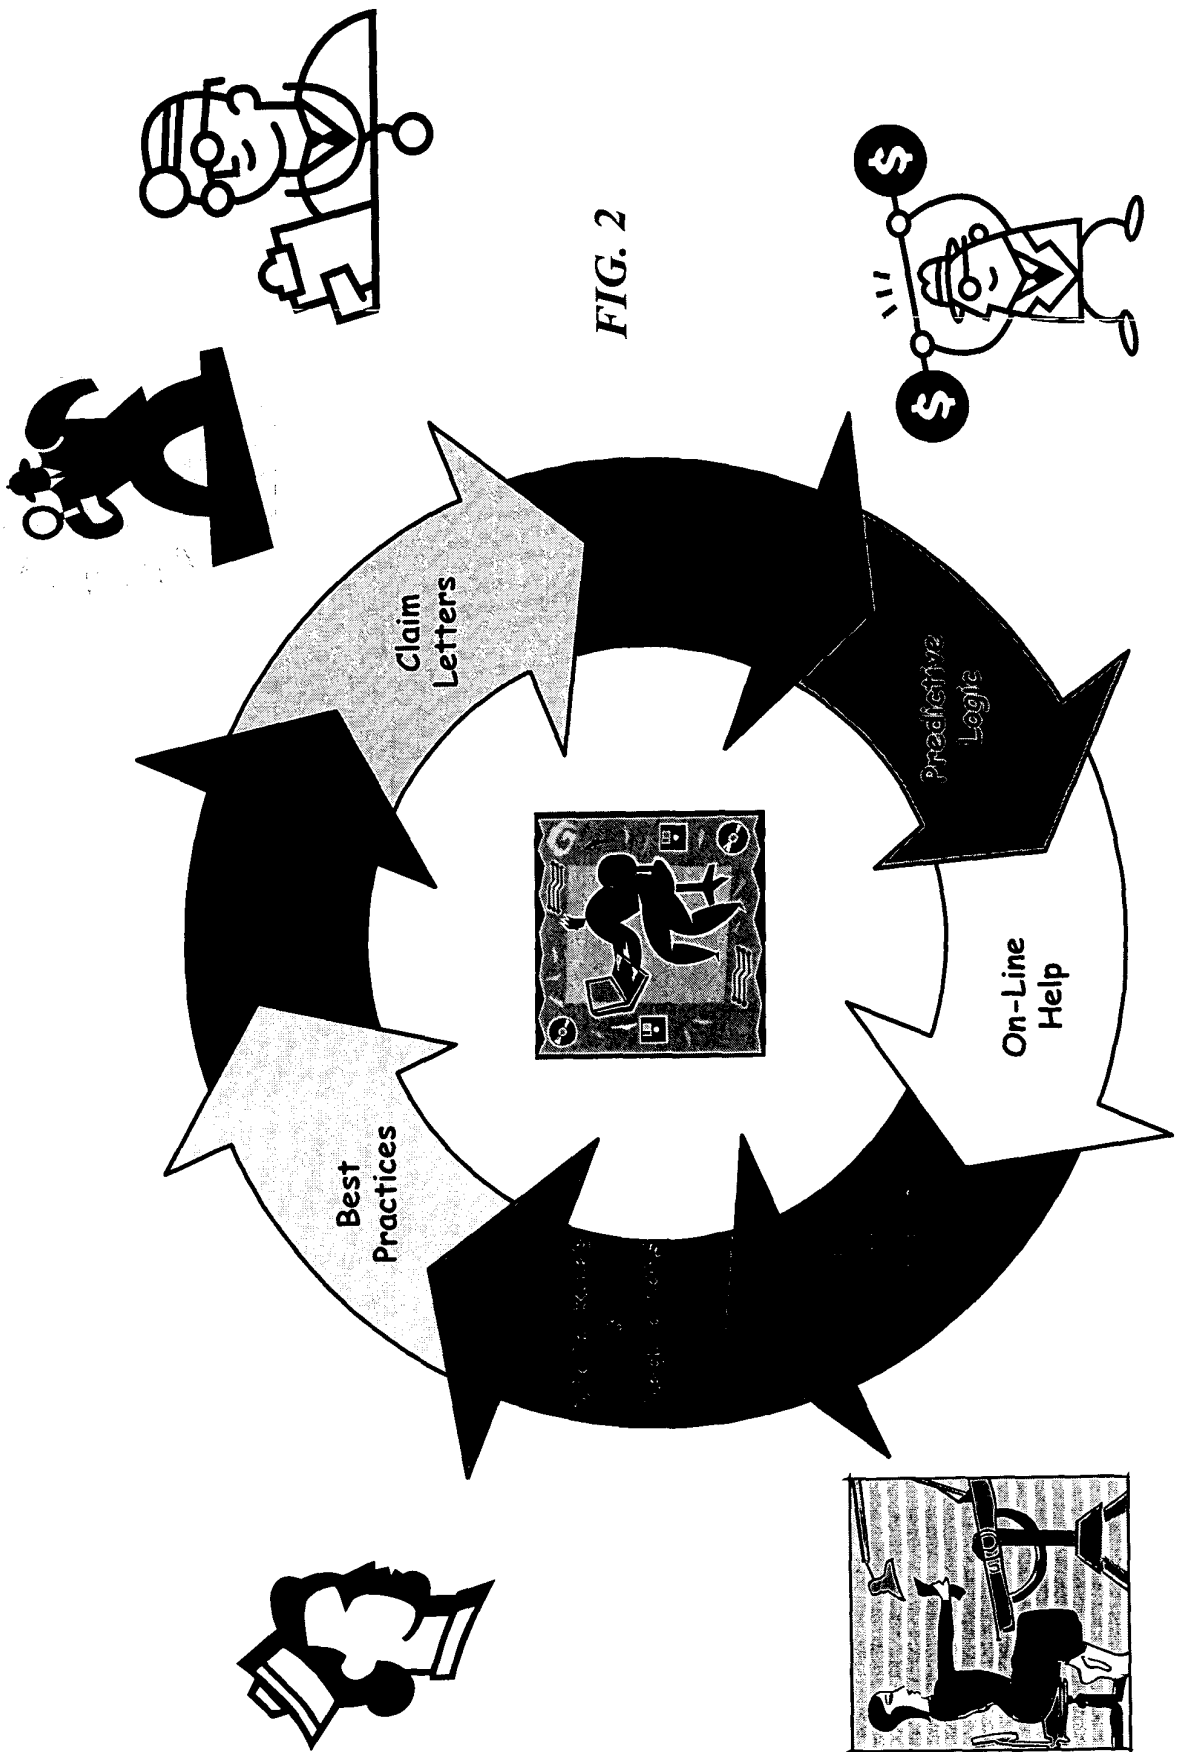 FIG. 2
$
$
Claim
Letters
Predictive
Logic
On-Line
Help
Best
Practices